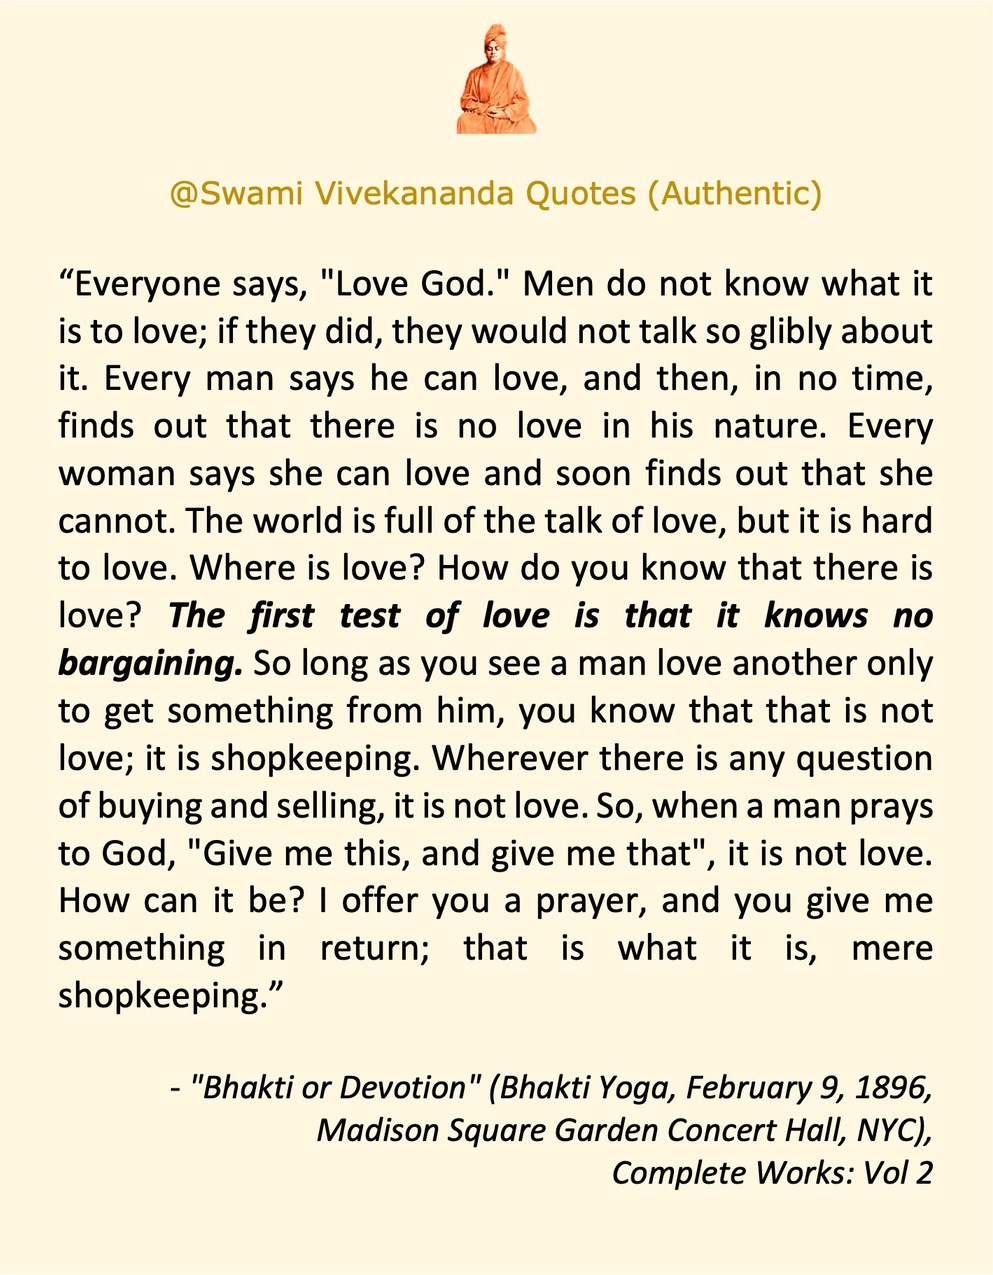 @Swami Vivekananda Quotes (Authentic)
“Everyone says, "Love God." Men do not know what it
is to love; if they did, they would not talk so glibly about
it. Every man says he can love, and then, in no time,
finds out that there is no love in his nature. Every
woman says she can love and soon finds out that she
cannot. The world is full of the talk of love, but it is hard
to love. Where is love? How do you know that there is
love? The first test of love is that it knows no
bargaining. So long as you see a man love another only
to get something from him, you know that that is not
love; it is shopkeeping. Wherever there is any question
of buying and selling, it is not love. So, when a man prays
to God, "Give me this, and give me that", it is not love.
How can it be? I offer you a prayer, and you give me
something in return; that is what it is, mere
shopkeeping.”
- "Bhakti or Devotion" (Bhakti Yoga, February 9, 1896,
Madison Square Garden Concert Hall, NYC),
Complete Works: Vol 2